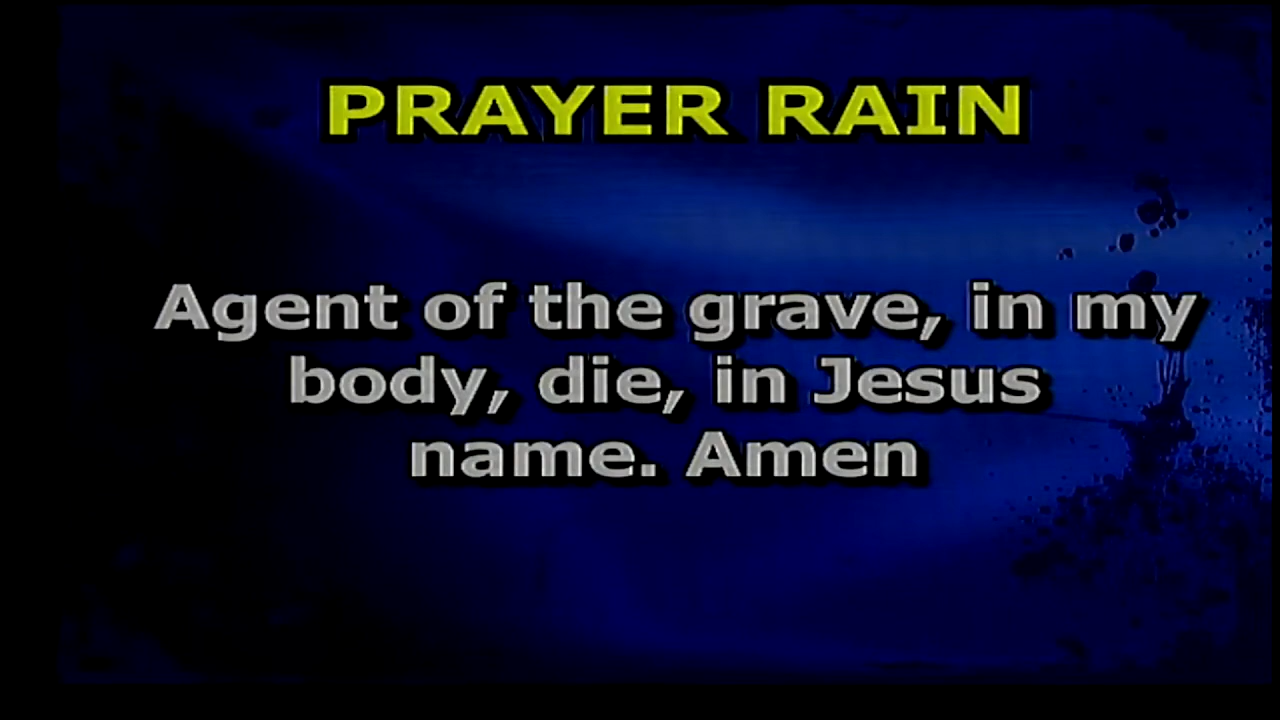 PRAYER RAIN
Agent of the grave, in my
body, die, in Jesus
name. Amen